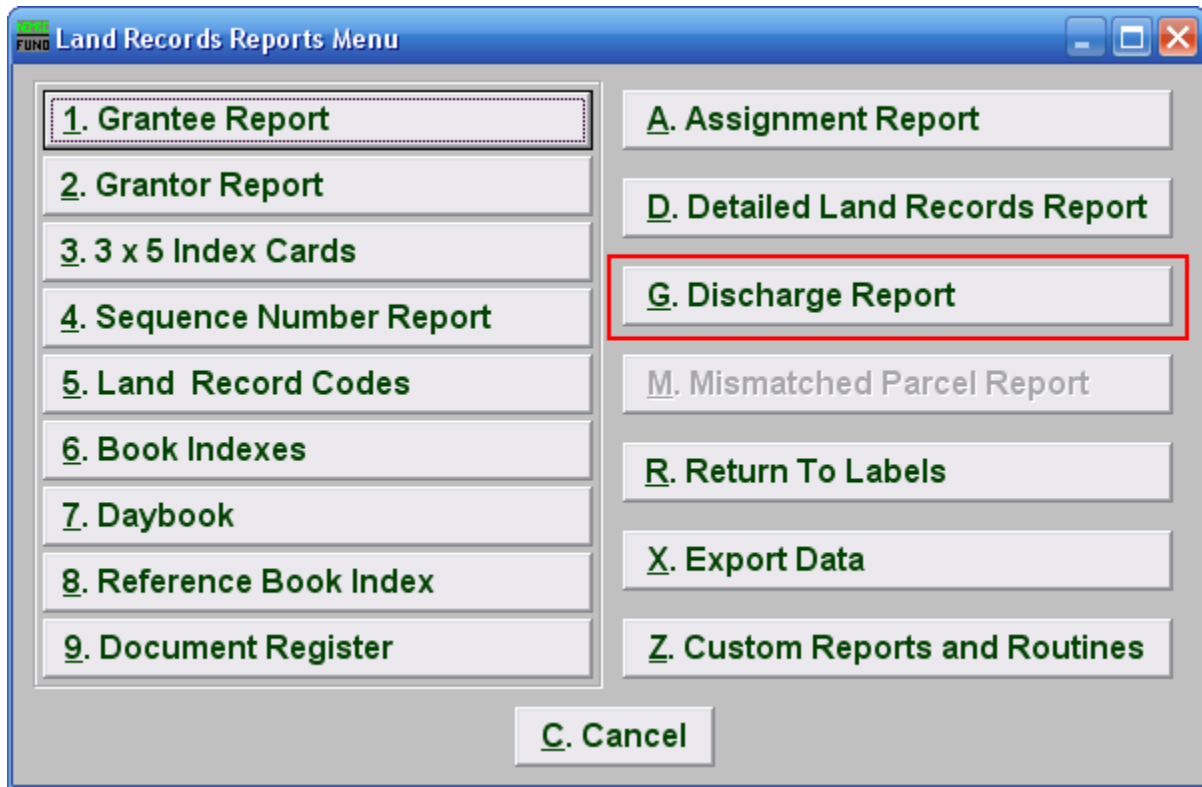 FUND Land Records Reports Menu
1. Grantee Report
2. Grantor Report
3. 3 x 5 Index Cards
4. Sequence Number Report
5. Land Record Codes
6. Book Indexes
7. Daybook
8. Reference Book Index
9. Document Register
A. Assignment Report
D. Detailed Land Records Report
G. Discharge Report
M. Mismatched Parcel Report
R. Return To Labels
X. Export Data
Z. Custom Reports and Routines
C. Cancel